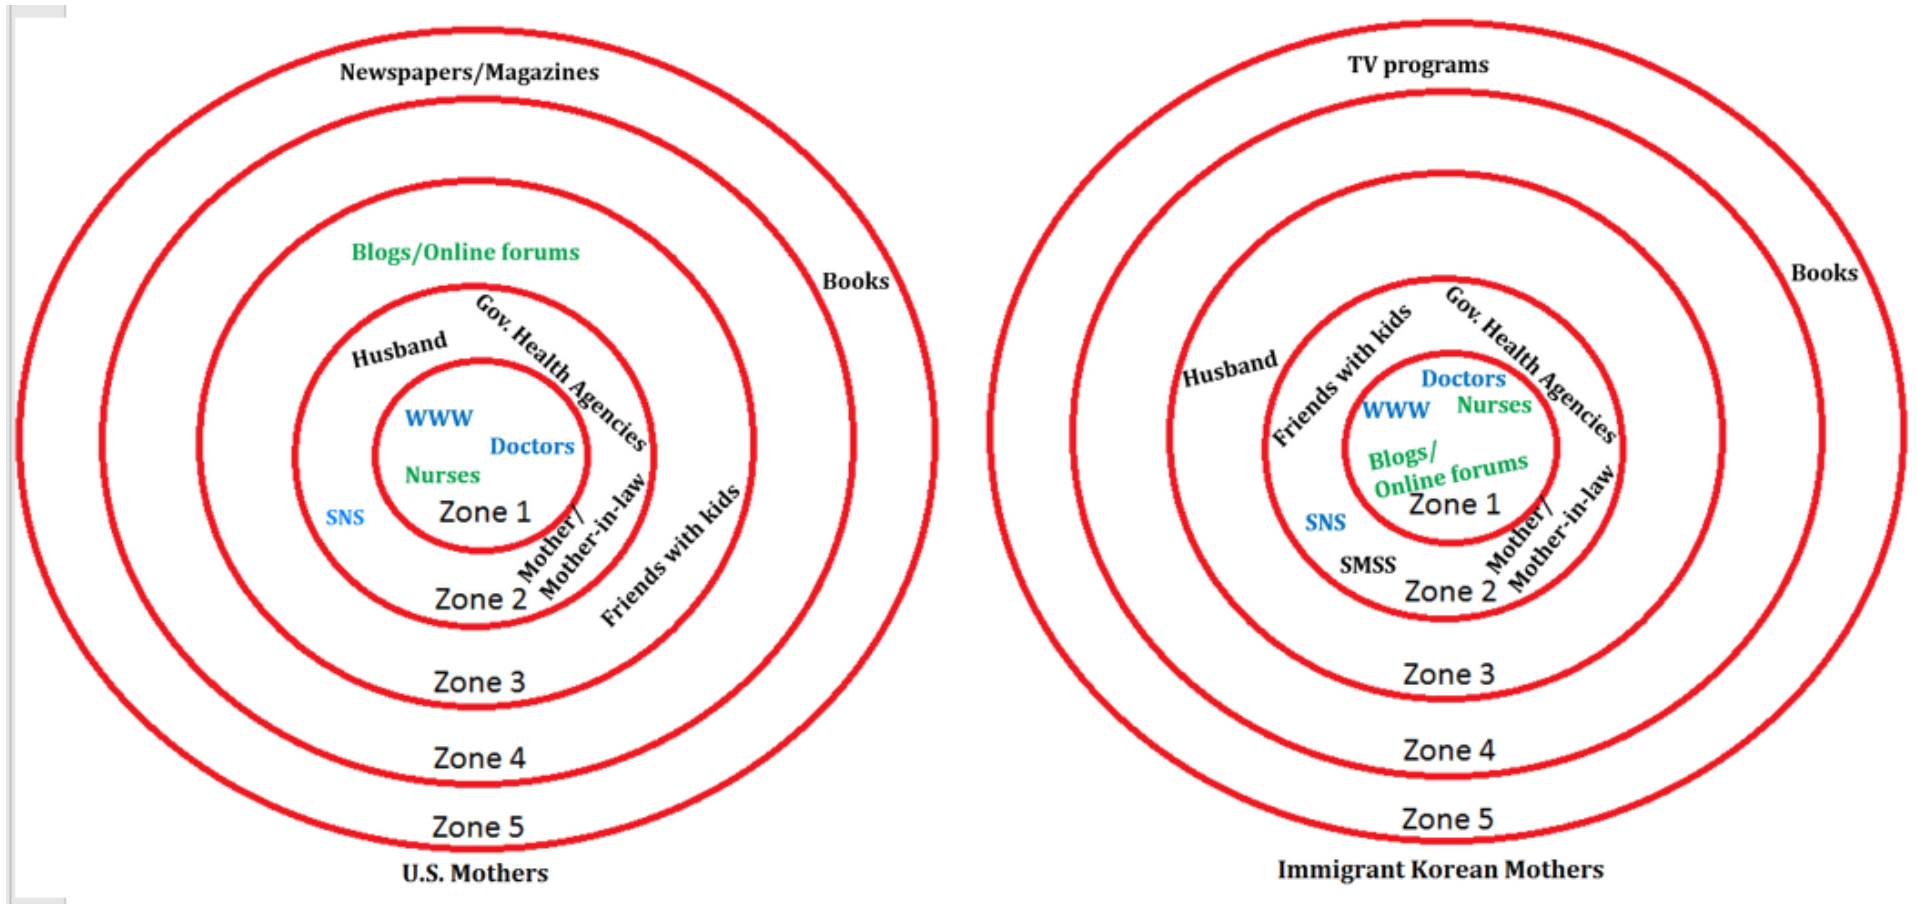 Newspapers/Magazines
Blogs/Online forums
Books
Gov. Health Agencies
Husband
WWW
Doctors
Nurses
Zone 1
SNS
Mother/
Mother-in-law
Friends with kids
Zone 2
Zone 3
Zone 4
Zone 5
U.S. Mothers
TV programs
Books
Gov. Health Agencies
Friends with kids
Husband
Doctors
WWW
Nurses
Blogs/
Online forums
Zone 1
SNS
Mother/
Mother-in-law
SMSS
Zone 2
Zone 3
Zone 4
Zone 5
Immigrant Korean Mothers